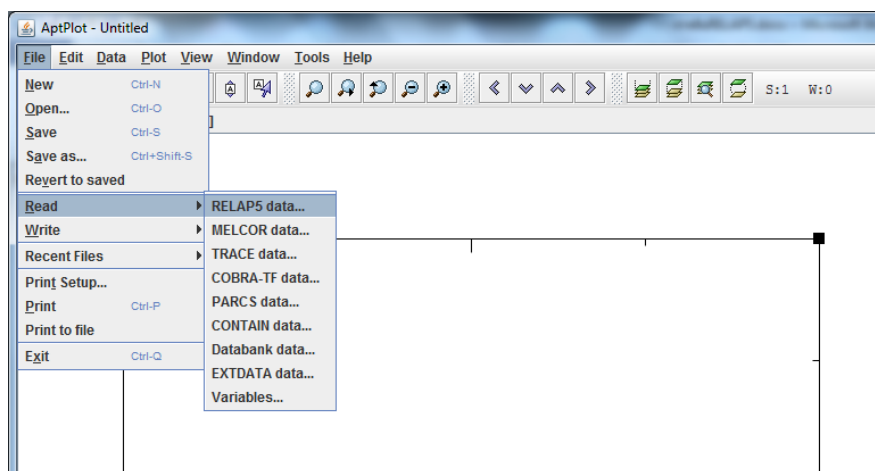 AptPlot - Untitled
File Edit Data Plot View Window Tools Help
New Ctrl-N
Open... Ctrl-O
Save Ctrl-S
Save as... Ctrl+Shift-S
Revert to saved
Read
Write
Recent Files
Print Setup...
Print Ctrl-P
Print to file
Exit Ctrl-Q
RELAP5 data...
MELCOR data...
TRACE data...
COBRA-TF data...
PARCS data...
CONTAIN data...
Databank data...
EXTDATA data...
Variables...
A
A
S:1 W:0
]